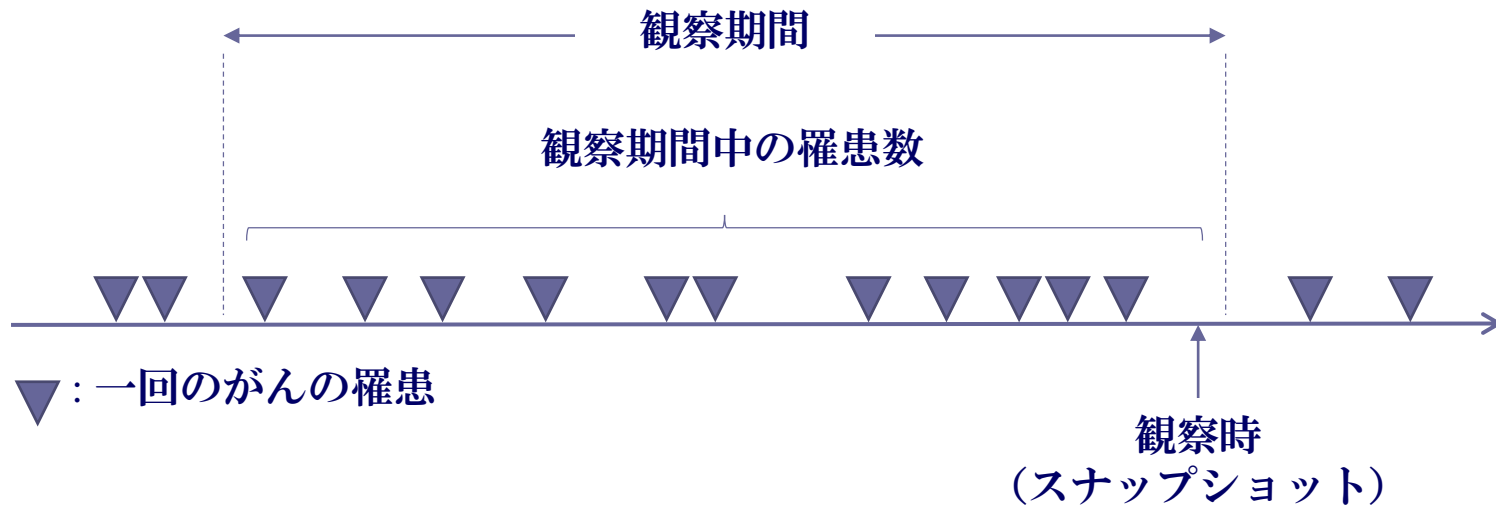 観察期間
観察期間中の罹患数
: 一回のがんの罹患
観察時
（スナップショット）